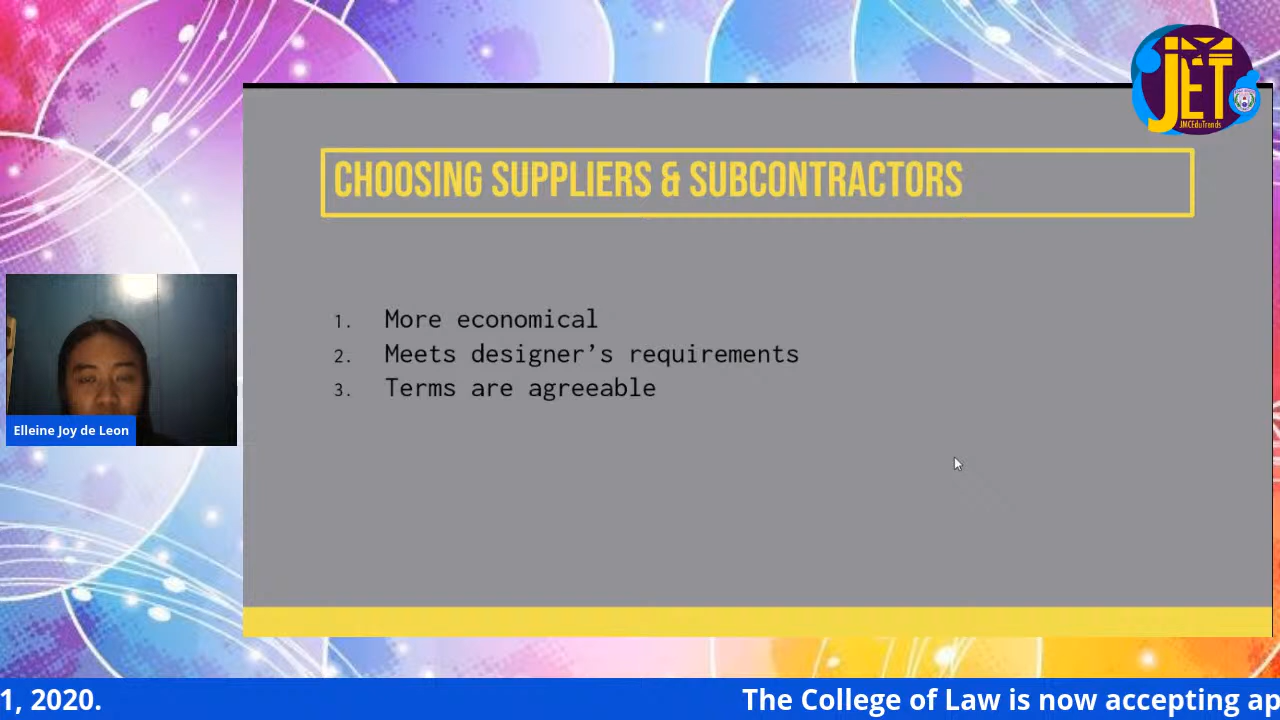 JET
JMCEduTrends
CHOOSING SUPPLIERS & SUBCONTRACTORS
1. More economical
2. Meets designer’s requirements
3. Terms are agreeable
Elleine Joy de Leon
1, 2020. The College of Law is now accepting ap